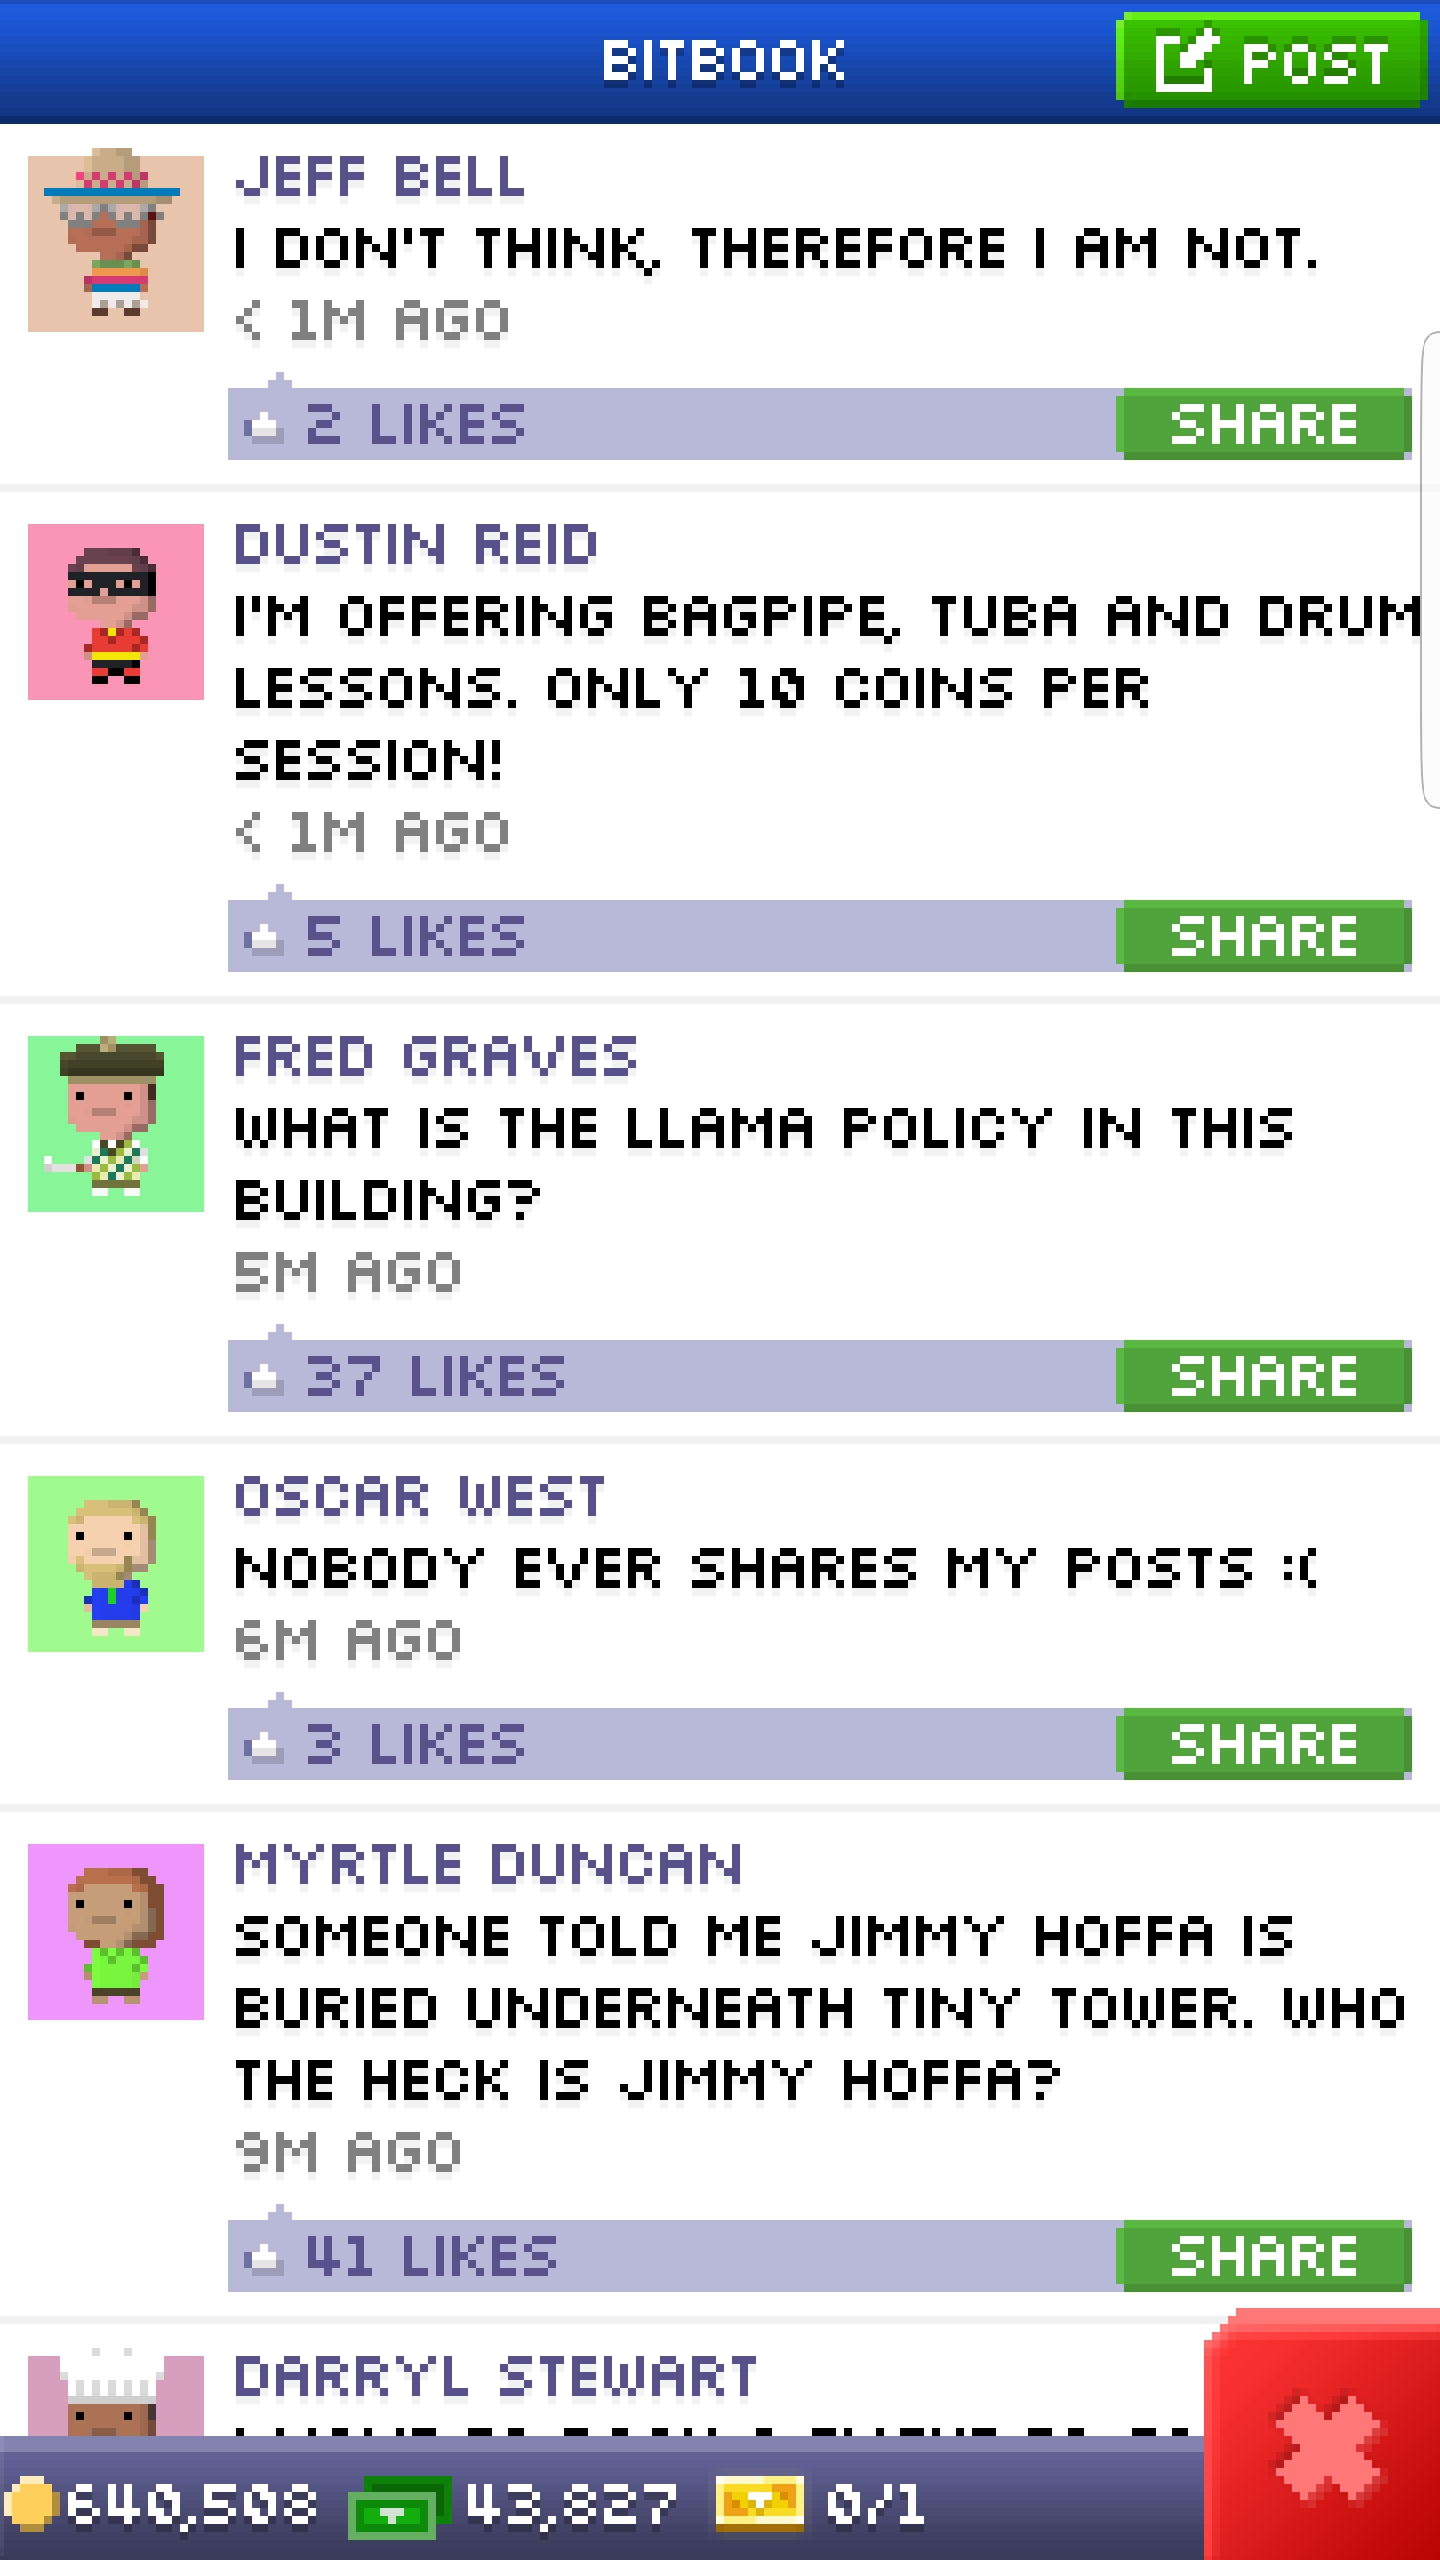 BITBOOK
POST
JEFF BELL
I DON'T THINK, THEREFORE I AM NOT.
< 1M AGO
2 LIKES
SHARE
DUSTIN REID
I'M OFFERING BAGPIPE, TUBA AND DRUM
LESSONS. ONLY 10 COINS PER
SESSION!
< 1M AGO
5 LIKES
SHARE
FRED GRAVES
WHAT IS THE LLAMA POLICY IN THIS
BUILDING?
5M AGO
37 LIKES
SHARE
OSCAR WEST
NOBODY EVER SHARES MY POSTS :(
6M AGO
3 LIKES
SHARE
MYRTLE DUNCAN
SOMEONE TOLD ME JIMMY HOFFA IS
BURIED UNDERNEATH TINY TOWER. WHO
THE HECK IS JIMMY HOFFA?
9M AGO
41 LIKES
SHARE
DARRYL STEWART
640,508
43,827
0/1